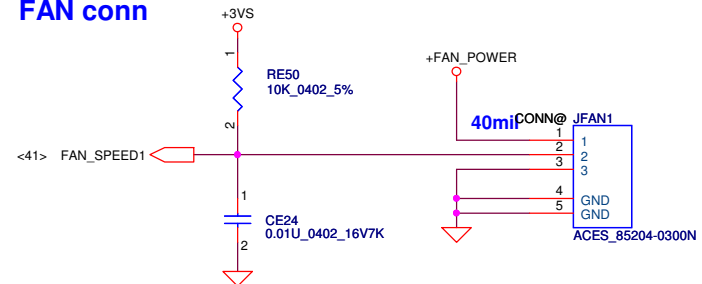 FAN conn
+3VS
1
RE50
10K_0402_5%
2
<41> FAN_SPEED1
1
CE24
0.01U_0402_16V7K
2
+FAN_POWER
40mil
CONN@ JFAN1
1 1
2 2
3 3
4 GND
5 GND
ACES_85204-0300N